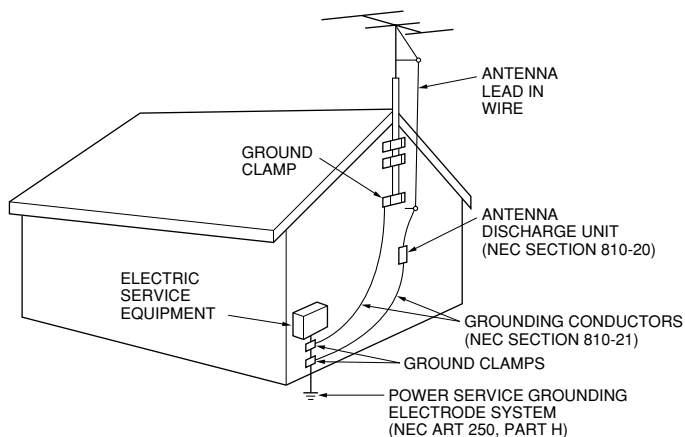 ANTENNA
LEAD IN
WIRE
GROUND
CLAMP
ANTENNA
DISCHARGE UNIT
(NEC SECTION 810-20)
ELECTRIC
SERVICE
EQUIPMENT
GROUNDING CONDUCTORS
(NEC SECTION 810-21)
GROUND CLAMPS
POWER SERVICE GROUNDING
ELECTRODE SYSTEM
(NEC ART 250, PART H)